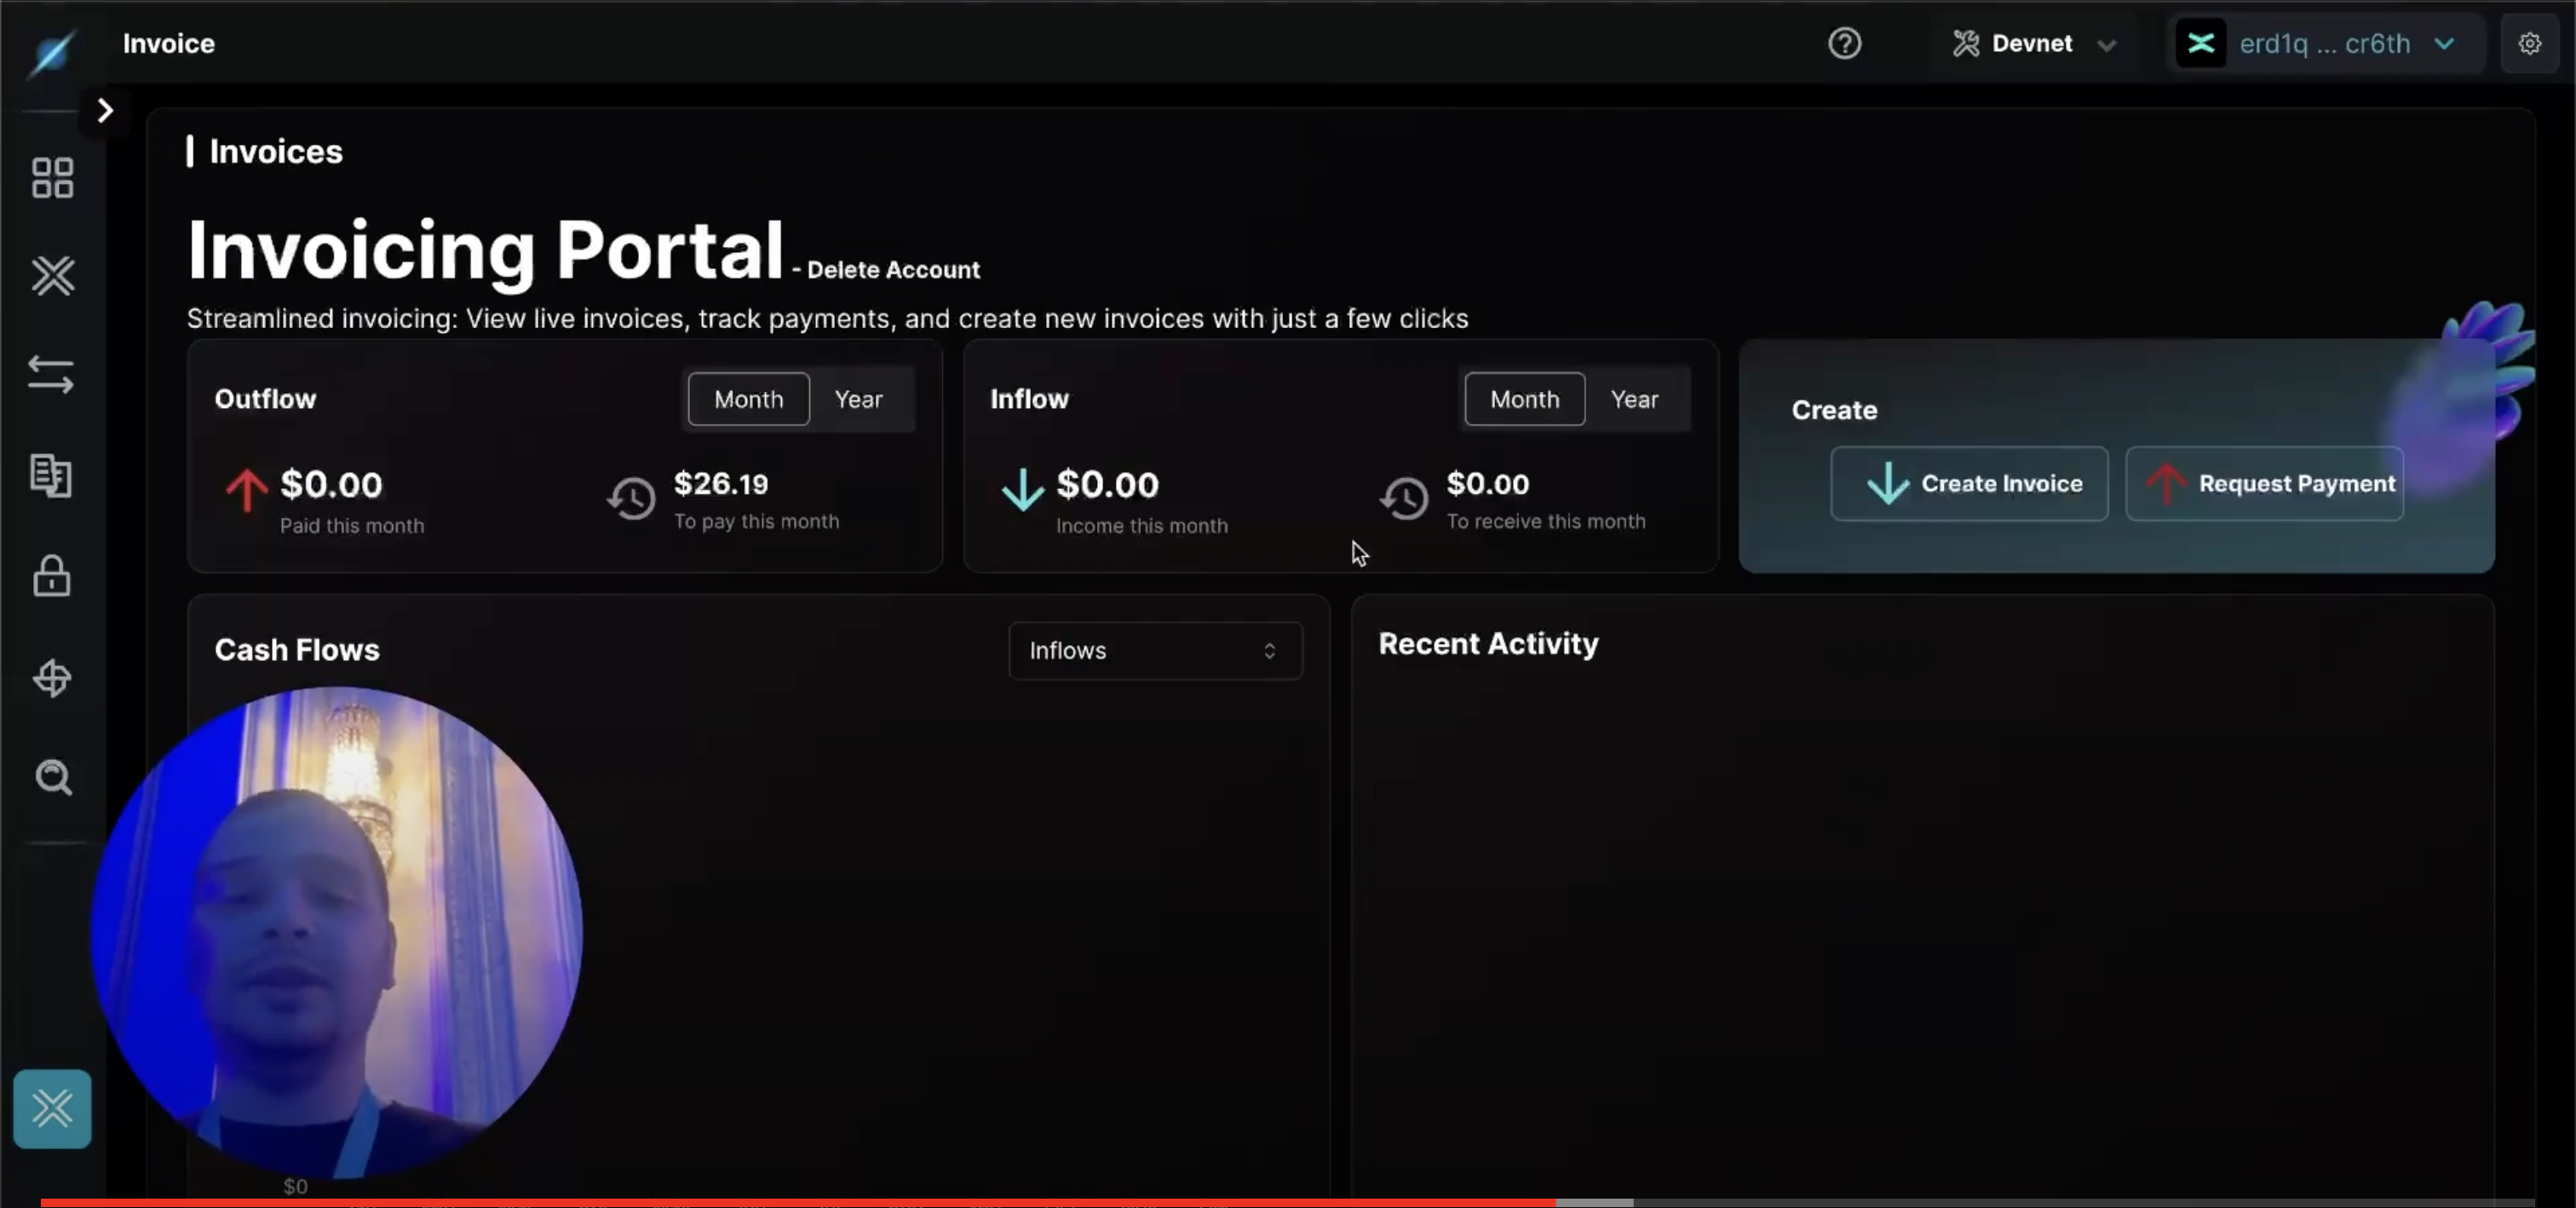 Invoice
Devnet
erd1q ... cr6th
Invoices
Invoicing Portal - Delete Account
Streamlined invoicing: View live invoices, track payments, and create new invoices with just a few clicks
Outflow
Month
Year
$0.00
Paid this month
$26.19
To pay this month
Inflow
Month
Year
$0.00
Income this month
$0.00
To receive this month
Create
Create Invoice
Request Payment
Cash Flows
Inflows
Recent Activity
$0